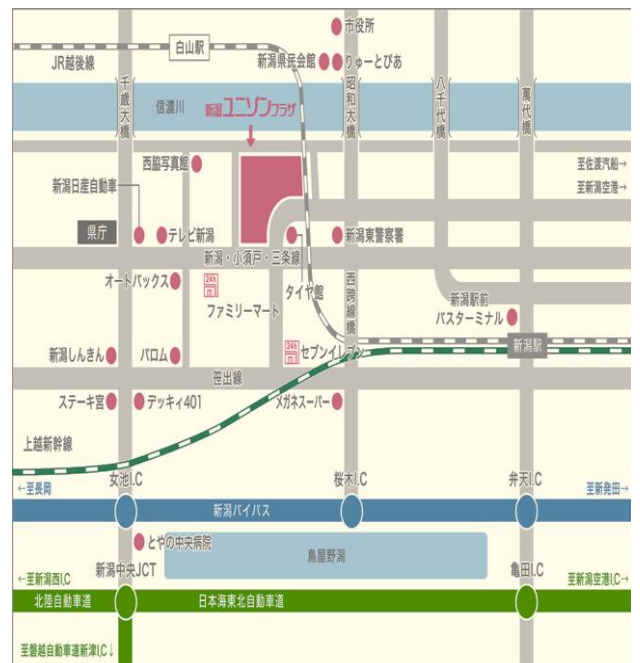 市役所
白山駅
JR越後線
新潟県民会館
りゅーとぴあ
千歳大橋
信濃川
新潟ユニゾンプラザ
昭和大橋
八千代橋
萬代橋
西脇写真館
至佐渡汽船→
至新潟空港→
新潟日産自動車
県庁
テレビ新潟
新潟東警察署
新潟・小須戸・三条線
オートバックス
24h
ファミリーマート
タイヤ館
西跨線橋
新潟駅前
バスターミナル
新潟しんきん
バロム
24h
セブンイレブン
新潟駅
笹出線
ステーキ宮
デッキィ401
メガネスーパー
上越新幹線
女池I.C
桜木I.C
弁天I.C
←至長岡
至新発田→
新潟バイパス
とやの中央病院
鳥屋野潟
新潟中央JCT
亀田I.C
←至新潟西I.C
至新潟空港I.C→
北陸自動車道
日本海東北自動車道
至磐越自動車道新津I.C↓